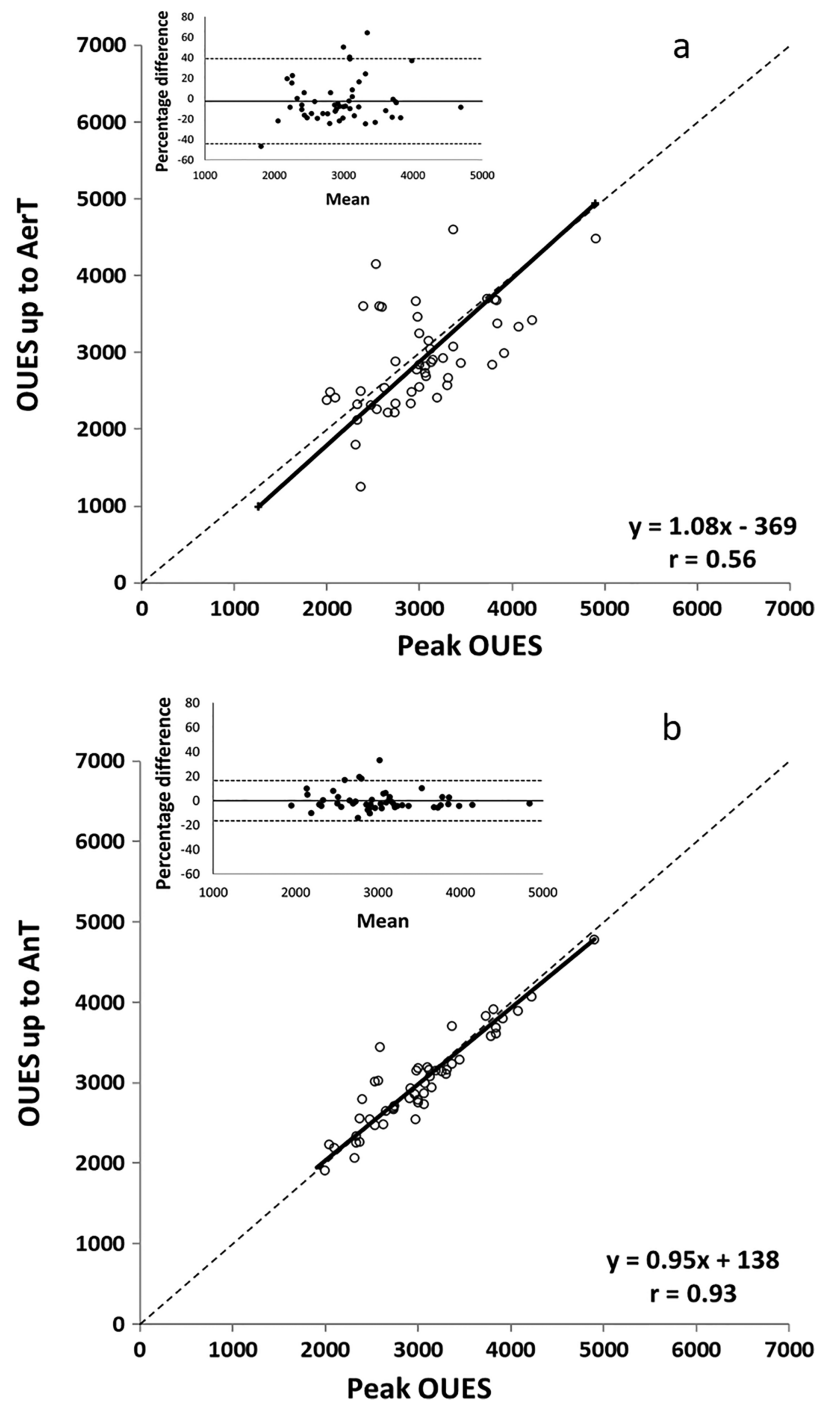 a
80
60
40
20
0
-20
-40
-60
Percentage difference
1000 2000 3000 4000 5000
Mean
7000
6000
5000
4000
3000
2000
1000
0
OUES up to AerT
y = 1.08x - 369
r = 0.56
0 1000 2000 3000 4000 5000 6000 7000
Peak OUES
b
80
60
40
20
0
-20
-40
-60
Percentage difference
1000 2000 3000 4000 5000
Mean
7000
6000
5000
4000
3000
2000
1000
0
OUES up to AnT
y = 0.95x + 138
r = 0.93
0 1000 2000 3000 4000 5000 6000 7000
Peak OUES